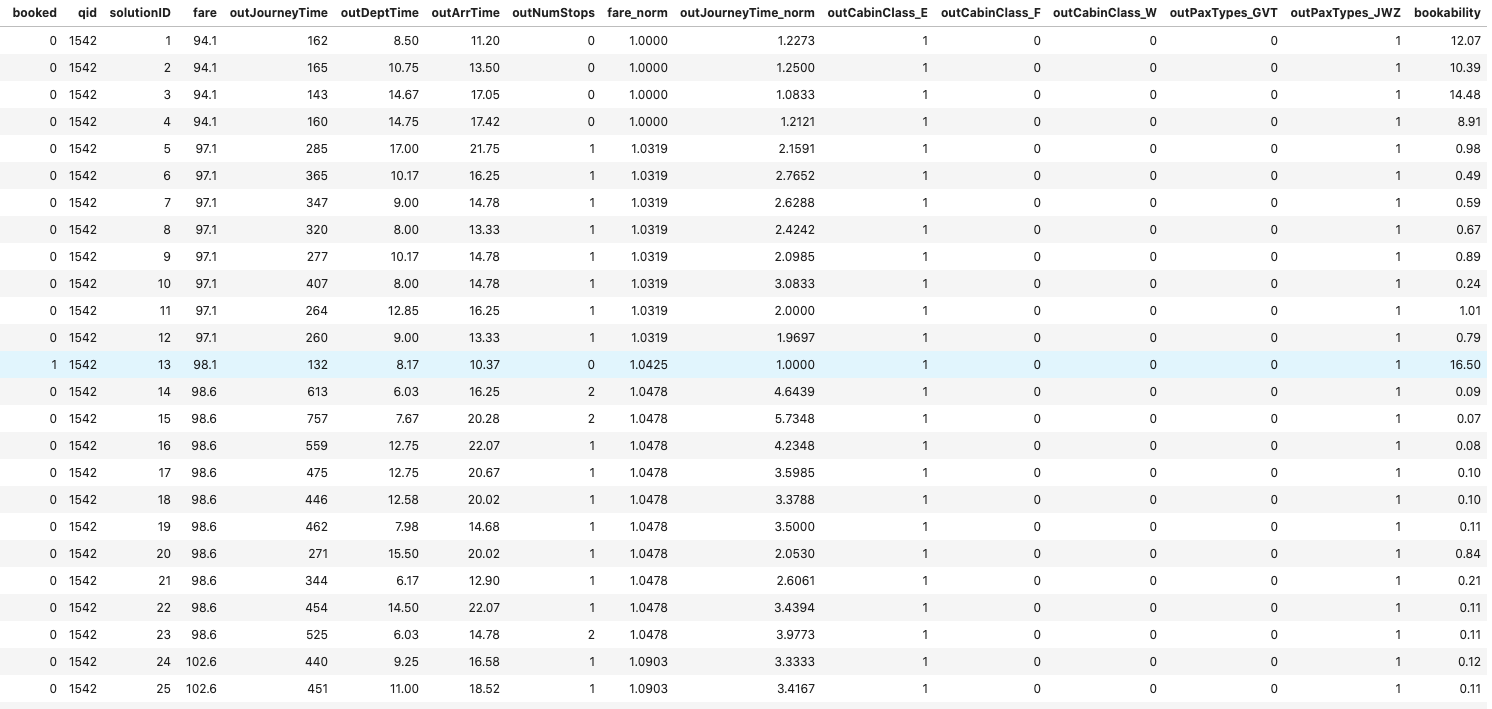 booked qid solutionID fare outJourneyTime outDeptTime outArrTime outNumStops fare_norm outJourneyTime_norm outCabinClass_E outCabinClass_F outCabinClass_W outPaxTypes_GVT outPaxTypes_JWZ bookability
0 1542 1 94.1 162 8.50 11.20 0 1.0000 1.2273 1 0 0 0 1 12.07
0 1542 2 94.1 165 10.75 13.50 0 1.0000 1.2500 1 0 0 0 1 10.39
0 1542 3 94.1 143 14.67 17.05 0 1.0000 1.0833 1 0 0 0 1 14.48
0 1542 4 94.1 160 14.75 17.42 0 1.0000 1.2121 1 0 0 0 1 8.91
0 1542 5 97.1 285 17.00 21.75 1 1.0319 2.1591 1 0 0 0 1 0.98
0 1542 6 97.1 365 10.17 16.25 1 1.0319 2.7652 1 0 0 0 1 0.49
0 1542 7 97.1 347 9.00 14.78 1 1.0319 2.6288 1 0 0 0 1 0.59
0 1542 8 97.1 320 8.00 13.33 1 1.0319 2.4242 1 0 0 0 1 0.67
0 1542 9 97.1 277 10.17 14.78 1 1.0319 2.0985 1 0 0 0 1 0.89
0 1542 10 97.1 407 8.00 14.78 1 1.0319 3.0833 1 0 0 0 1 0.24
0 1542 11 97.1 264 12.85 16.25 1 1.0319 2.0000 1 0 0 0 1 1.01
0 1542 12 97.1 260 9.00 13.33 1 1.0319 1.9697 1 0 0 0 1 0.79
1 1542 13 98.1 132 8.17 10.37 0 1.0425 1.0000 1 0 0 0 1 16.50
0 1542 14 98.6 613 6.03 16.25 2 1.0478 4.6439 1 0 0 0 1 0.09
0 1542 15 98.6 757 7.67 20.28 2 1.0478 5.7348 1 0 0 0 1 0.07
0 1542 16 98.6 559 12.75 22.07 1 1.0478 4.2348 1 0 0 0 1 0.08
0 1542 17 98.6 475 12.75 20.67 1 1.0478 3.5985 1 0 0 0 1 0.10
0 1542 18 98.6 446 12.58 20.02 1 1.0478 3.3788 1 0 0 0 1 0.10
0 1542 19 98.6 462 7.98 14.68 1 1.0478 3.5000 1 0 0 0 1 0.11
0 1542 20 98.6 271 15.50 20.02 1 1.0478 2.0530 1 0 0 0 1 0.84
0 1542 21 98.6 344 6.17 12.90 1 1.0478 2.6061 1 0 0 0 1 0.21
0 1542 22 98.6 454 14.50 22.07 1 1.0478 3.4394 1 0 0 0 1 0.11
0 1542 23 98.6 525 6.03 14.78 2 1.0478 3.9773 1 0 0 0 1 0.11
0 1542 24 102.6 440 9.25 16.58 1 1.0903 3.3333 1 0 0 0 1 0.12
0 1542 25 102.6 451 11.00 18.52 1 1.0903 3.4167 1 0 0 0 1 0.11